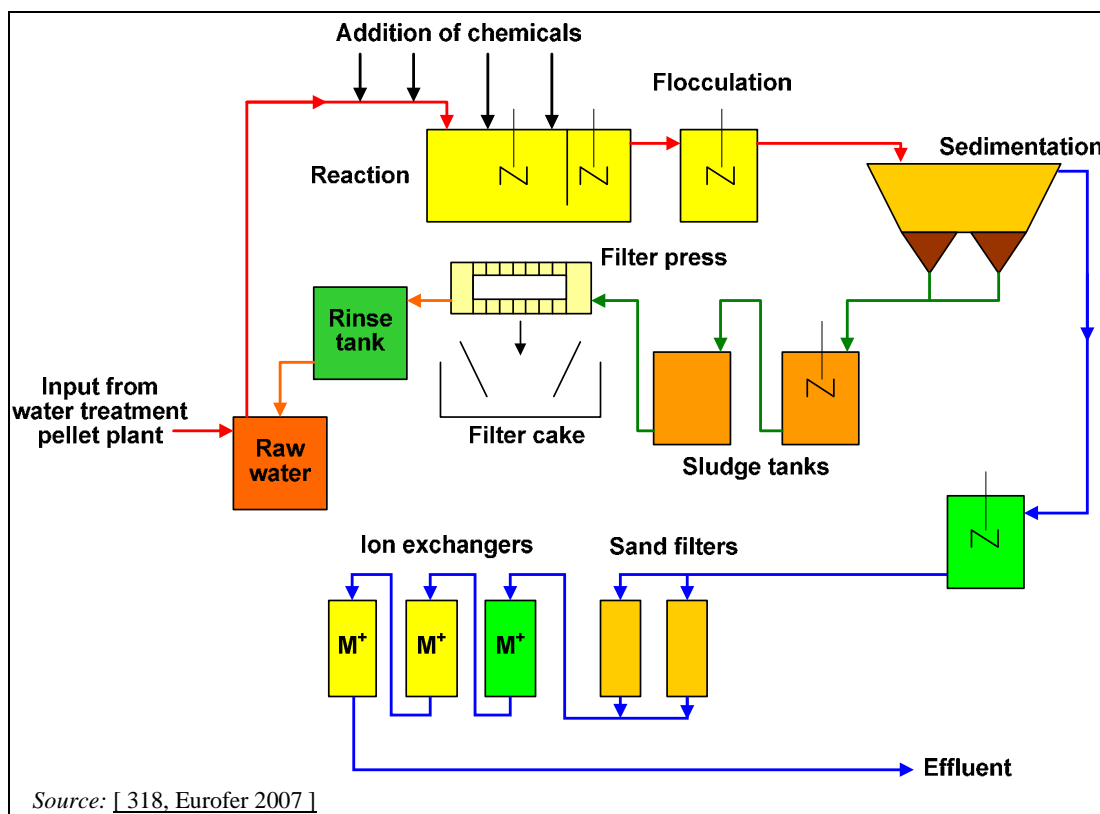 Addition of chemicals
Flocculation
Sedimentation
Reaction
Filter press
Rinse
tank
Input from
water treatment
pellet plant
Raw
water
Filter cake
Sludge tanks
Ion exchangers
Sand filters
M+
M+
M+
Effluent
Source: [ 318, Eurofer 2007 ]